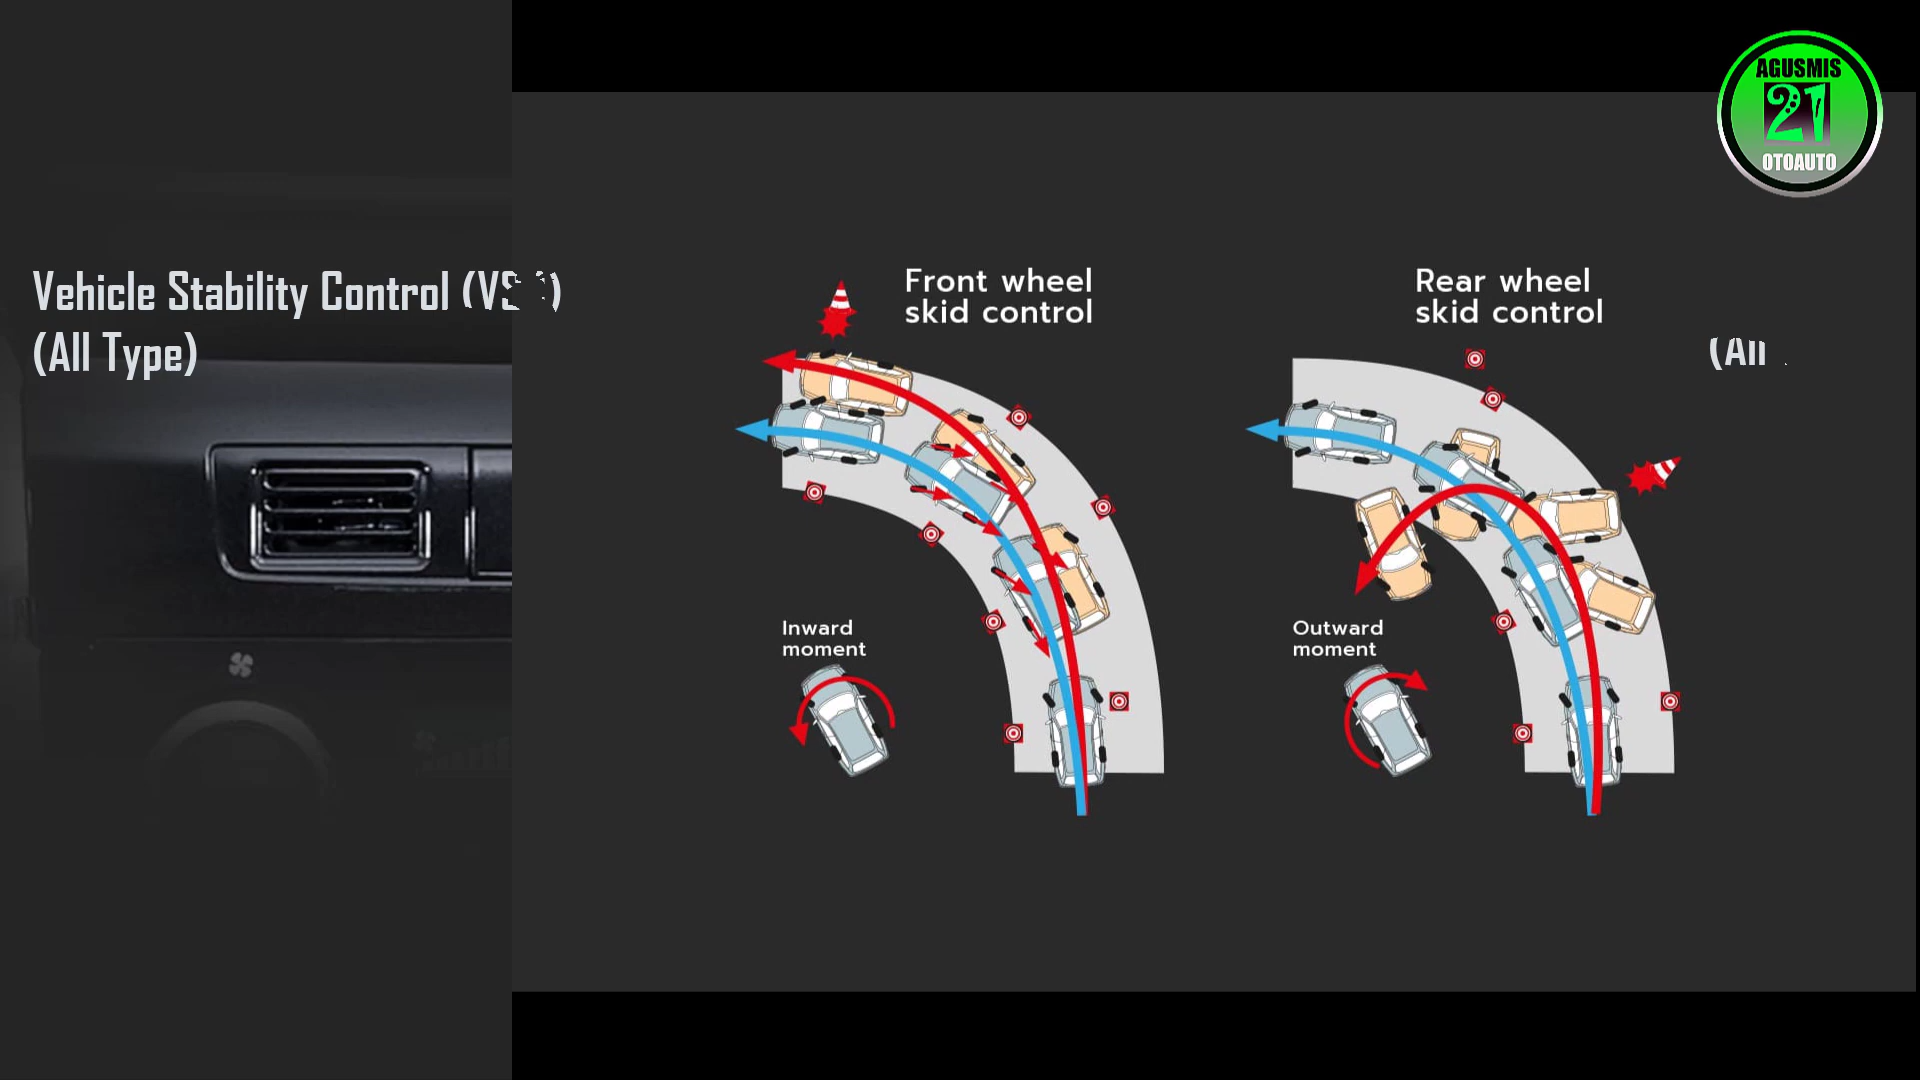 AGUSMIS
21
OTOAUTO
Vehicle Stability Control
(All Type)
Front wheel
skid control
Rear wheel
skid control
Inward
moment
Outward
moment